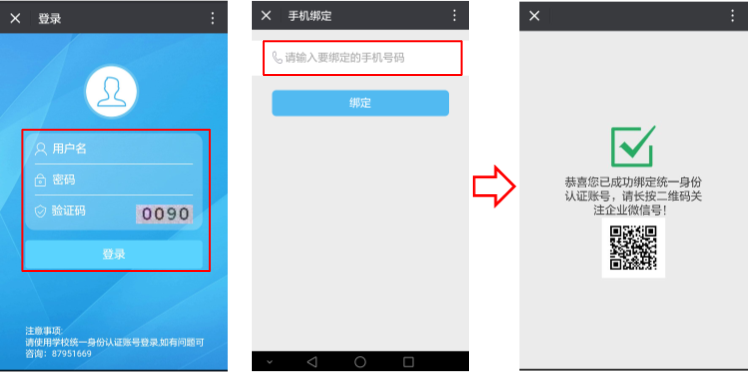 登录
用户名
密码
验证码
0090
登录
注意事项:
请使用学校统一身份认证账号登录,如有问题可
咨询: 87951669
手机绑定
请输入要绑定的手机号码
绑定
恭喜您已成功绑定统一身份
认证账号，请长按二维码关
注企业微信号！